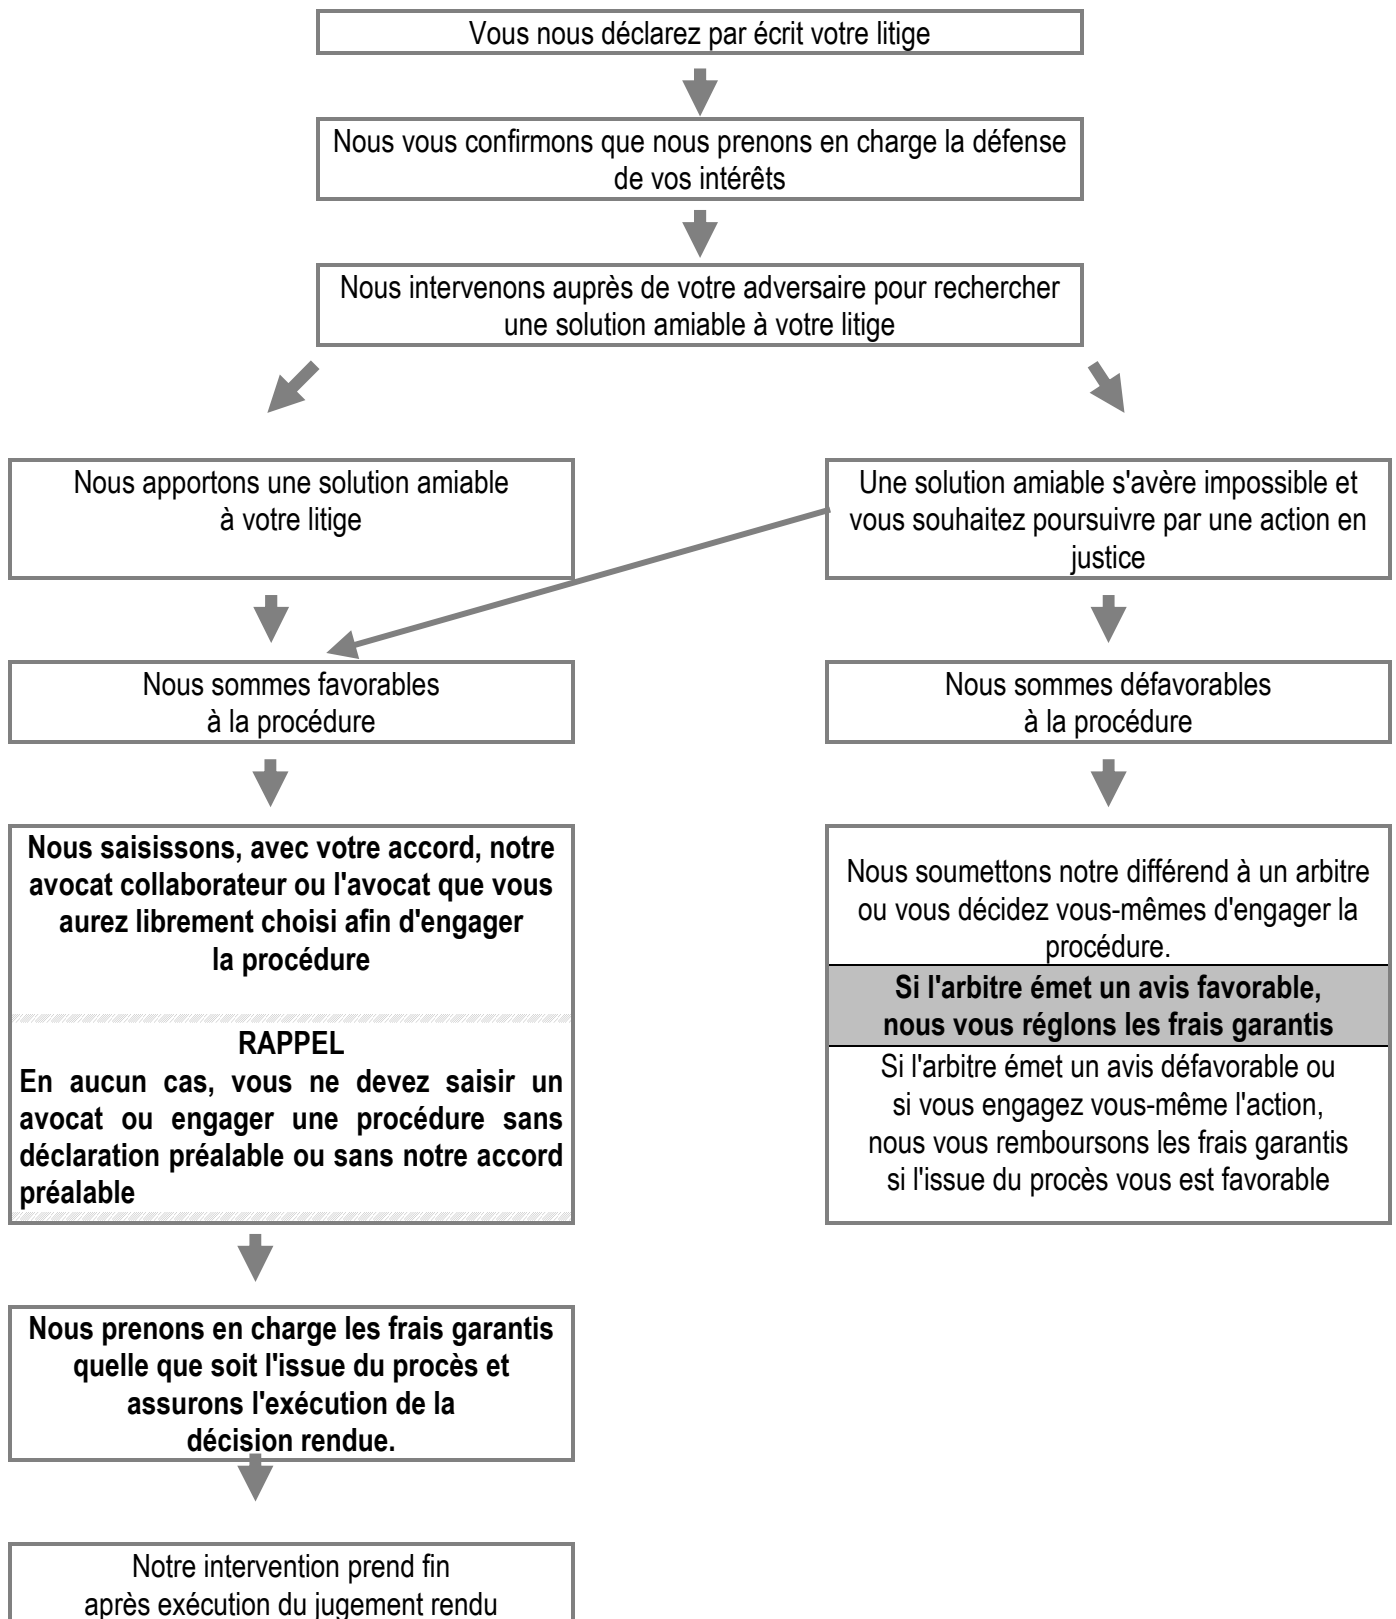 Vous nous déclarez par écrit votre litige
Nous vous confirmons que nous prenons en charge la défense
de vos intérêts
Nous intervenons auprès de votre adversaire pour rechercher
une solution amiable à votre litige
Nous apportons une solution amiable
à votre litige
Une solution amiable s'avère impossible et
vous souhaitez poursuivre par une action en
justice
Nous sommes favorables
à la procédure
Nous sommes défavorables
à la procédure
Nous saisissons, avec votre accord, notre
avocat collaborateur ou l'avocat que vous
aurez librement choisi afin d'engager
la procédure
RAPPEL
En aucun cas, vous ne devez saisir un
avocat ou engager une procédure sans
déclaration préalable ou sans notre accord
préalable
Nous soumettons notre différend à un arbitre
ou vous décidez vous-mêmes d'engager la
procédure.
Si l'arbitre émet un avis favorable,
nous vous réglons les frais garantis
Si l'arbitre émet un avis défavorable ou
si vous engagez vous-même l'action,
nous vous remboursons les frais garantis
si l'issue du procès vous est favorable
Nous prenons en charge les frais garantis
quelle que soit l'issue du procès et
assurons l'exécution de la
décision rendue.
Notre intervention prend fin
après exécution du jugement rendu